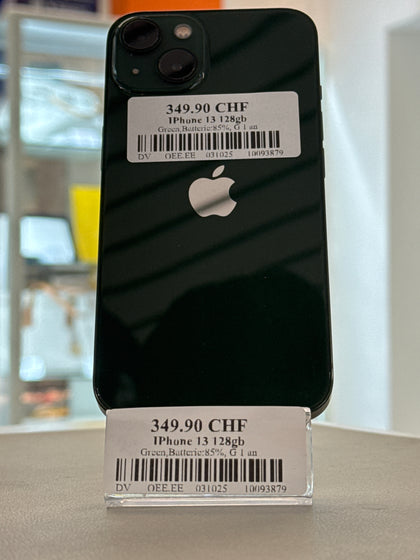 349.90 CHF
IPhone 13 128gb
Green,Batterie:85%, G 1 an
DV OEE.EE 031025 10093879
349.90 CHF
IPhone 13 128gb
Green,Batterie:85%, G 1 an
DV OEE.EE 031025 10093879